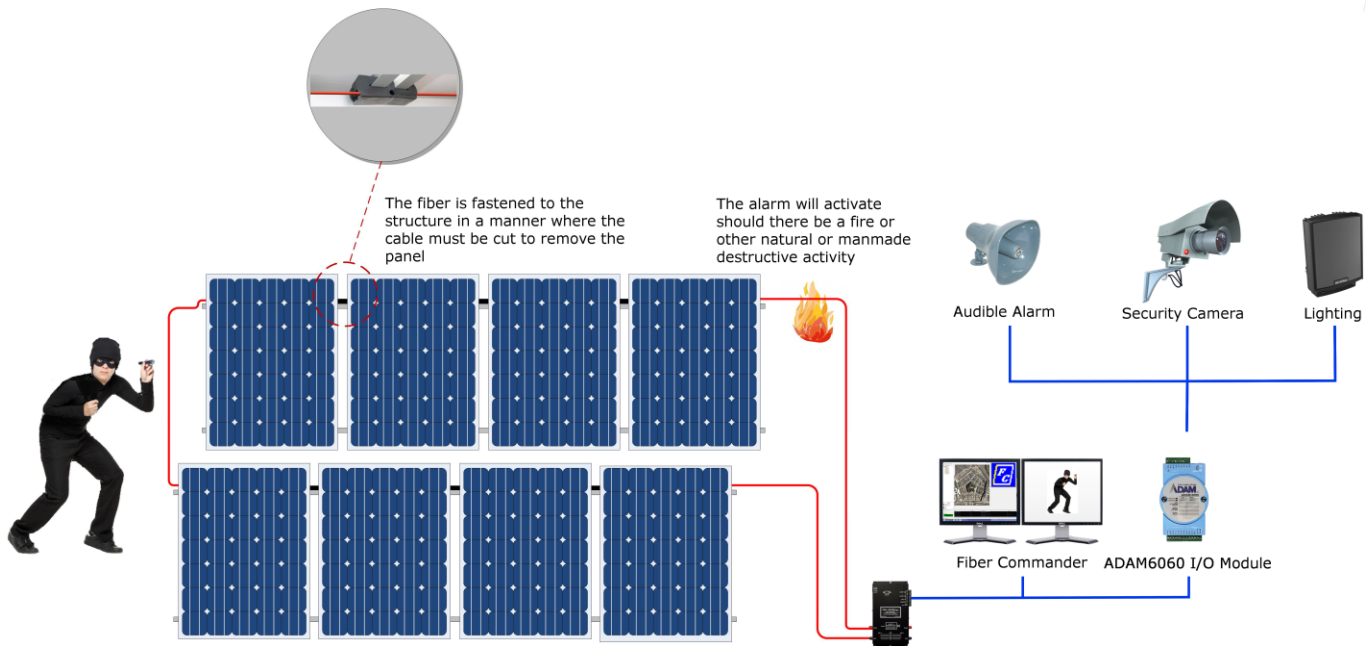 The fiber is fastened to the
structure in a manner where the
cable must be cut to remove the
panel
The alarm will activate
should there be a fire or
other natural or manmade
destructive activity
Audible Alarm
Security Camera
Lighting
FG
ADAM
Fiber Commander
ADAM6060 I/O Module